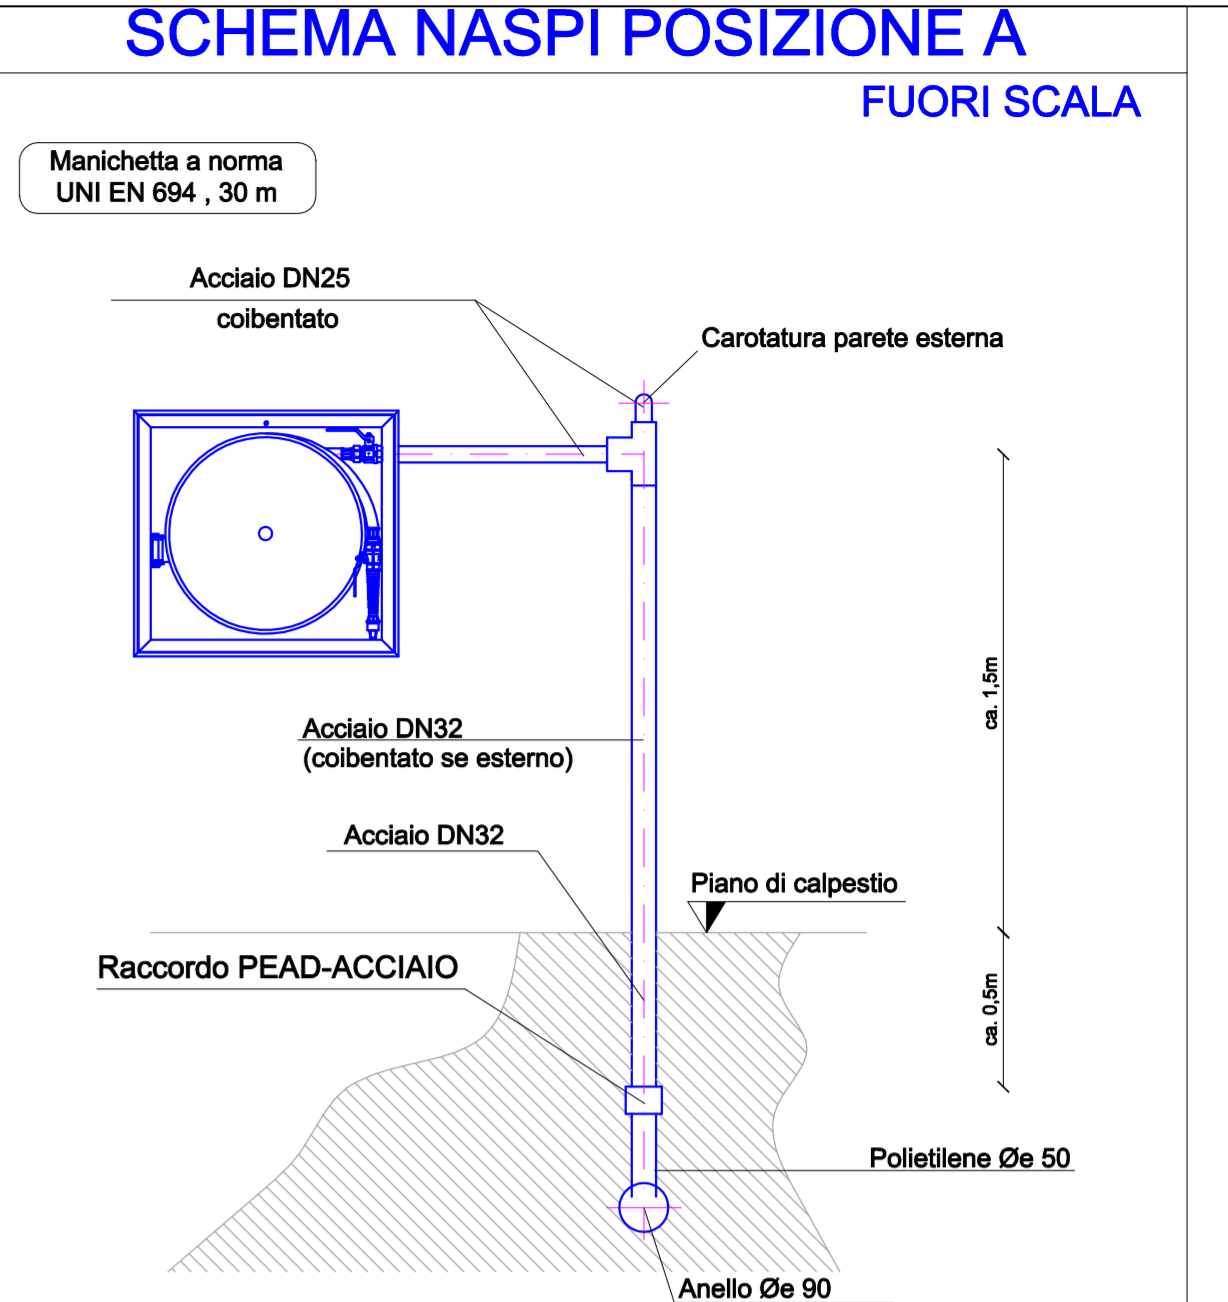 SCHEMA NASPI POSIZIONE A
FUORI SCALA
Manichetta a norma
UNI EN 694 , 30 m
Acciaio DN25
coibentato
Carotatura parete esterna
ca. 1,5m
Acciaio DN32
(coibentato se esterno)
Acciaio DN32
Piano di calpestio
Raccordo PEAD-ACCIAIO
ca. 0,5m
Polietilene Øe 50
Anello Øe 90